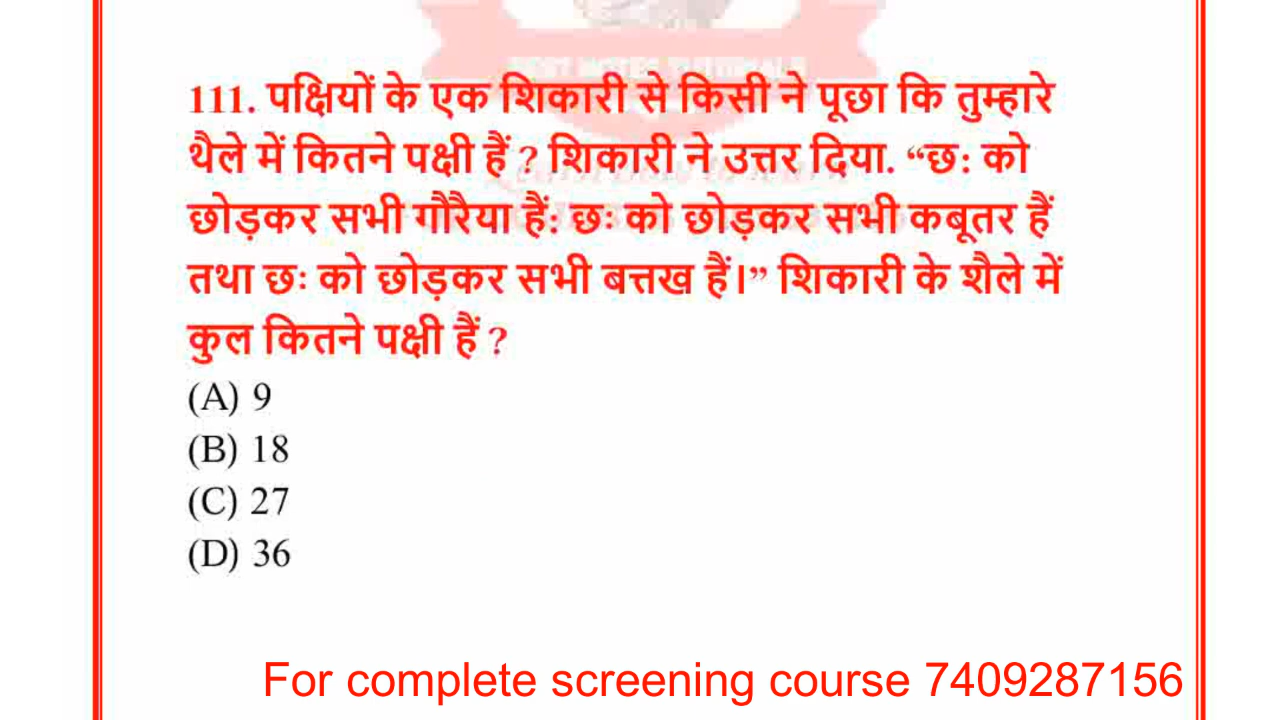 111. पक्षियों के एक शिकारी से किसी ने पूछा कि तुम्हारे
थैले में कितने पक्षी हैं ? शिकारी ने उत्तर दिया. “छ: को
छोड़कर सभी गौरैया हैं: छः को छोड़कर सभी कबूतर हैं
तथा छः को छोड़कर सभी बत्तख हैं।” शिकारी के शैले में
कुल कितने पक्षी हैं ?
(A) 9
(B) 18
(C) 27
(D) 36
For complete screening course 7409287156